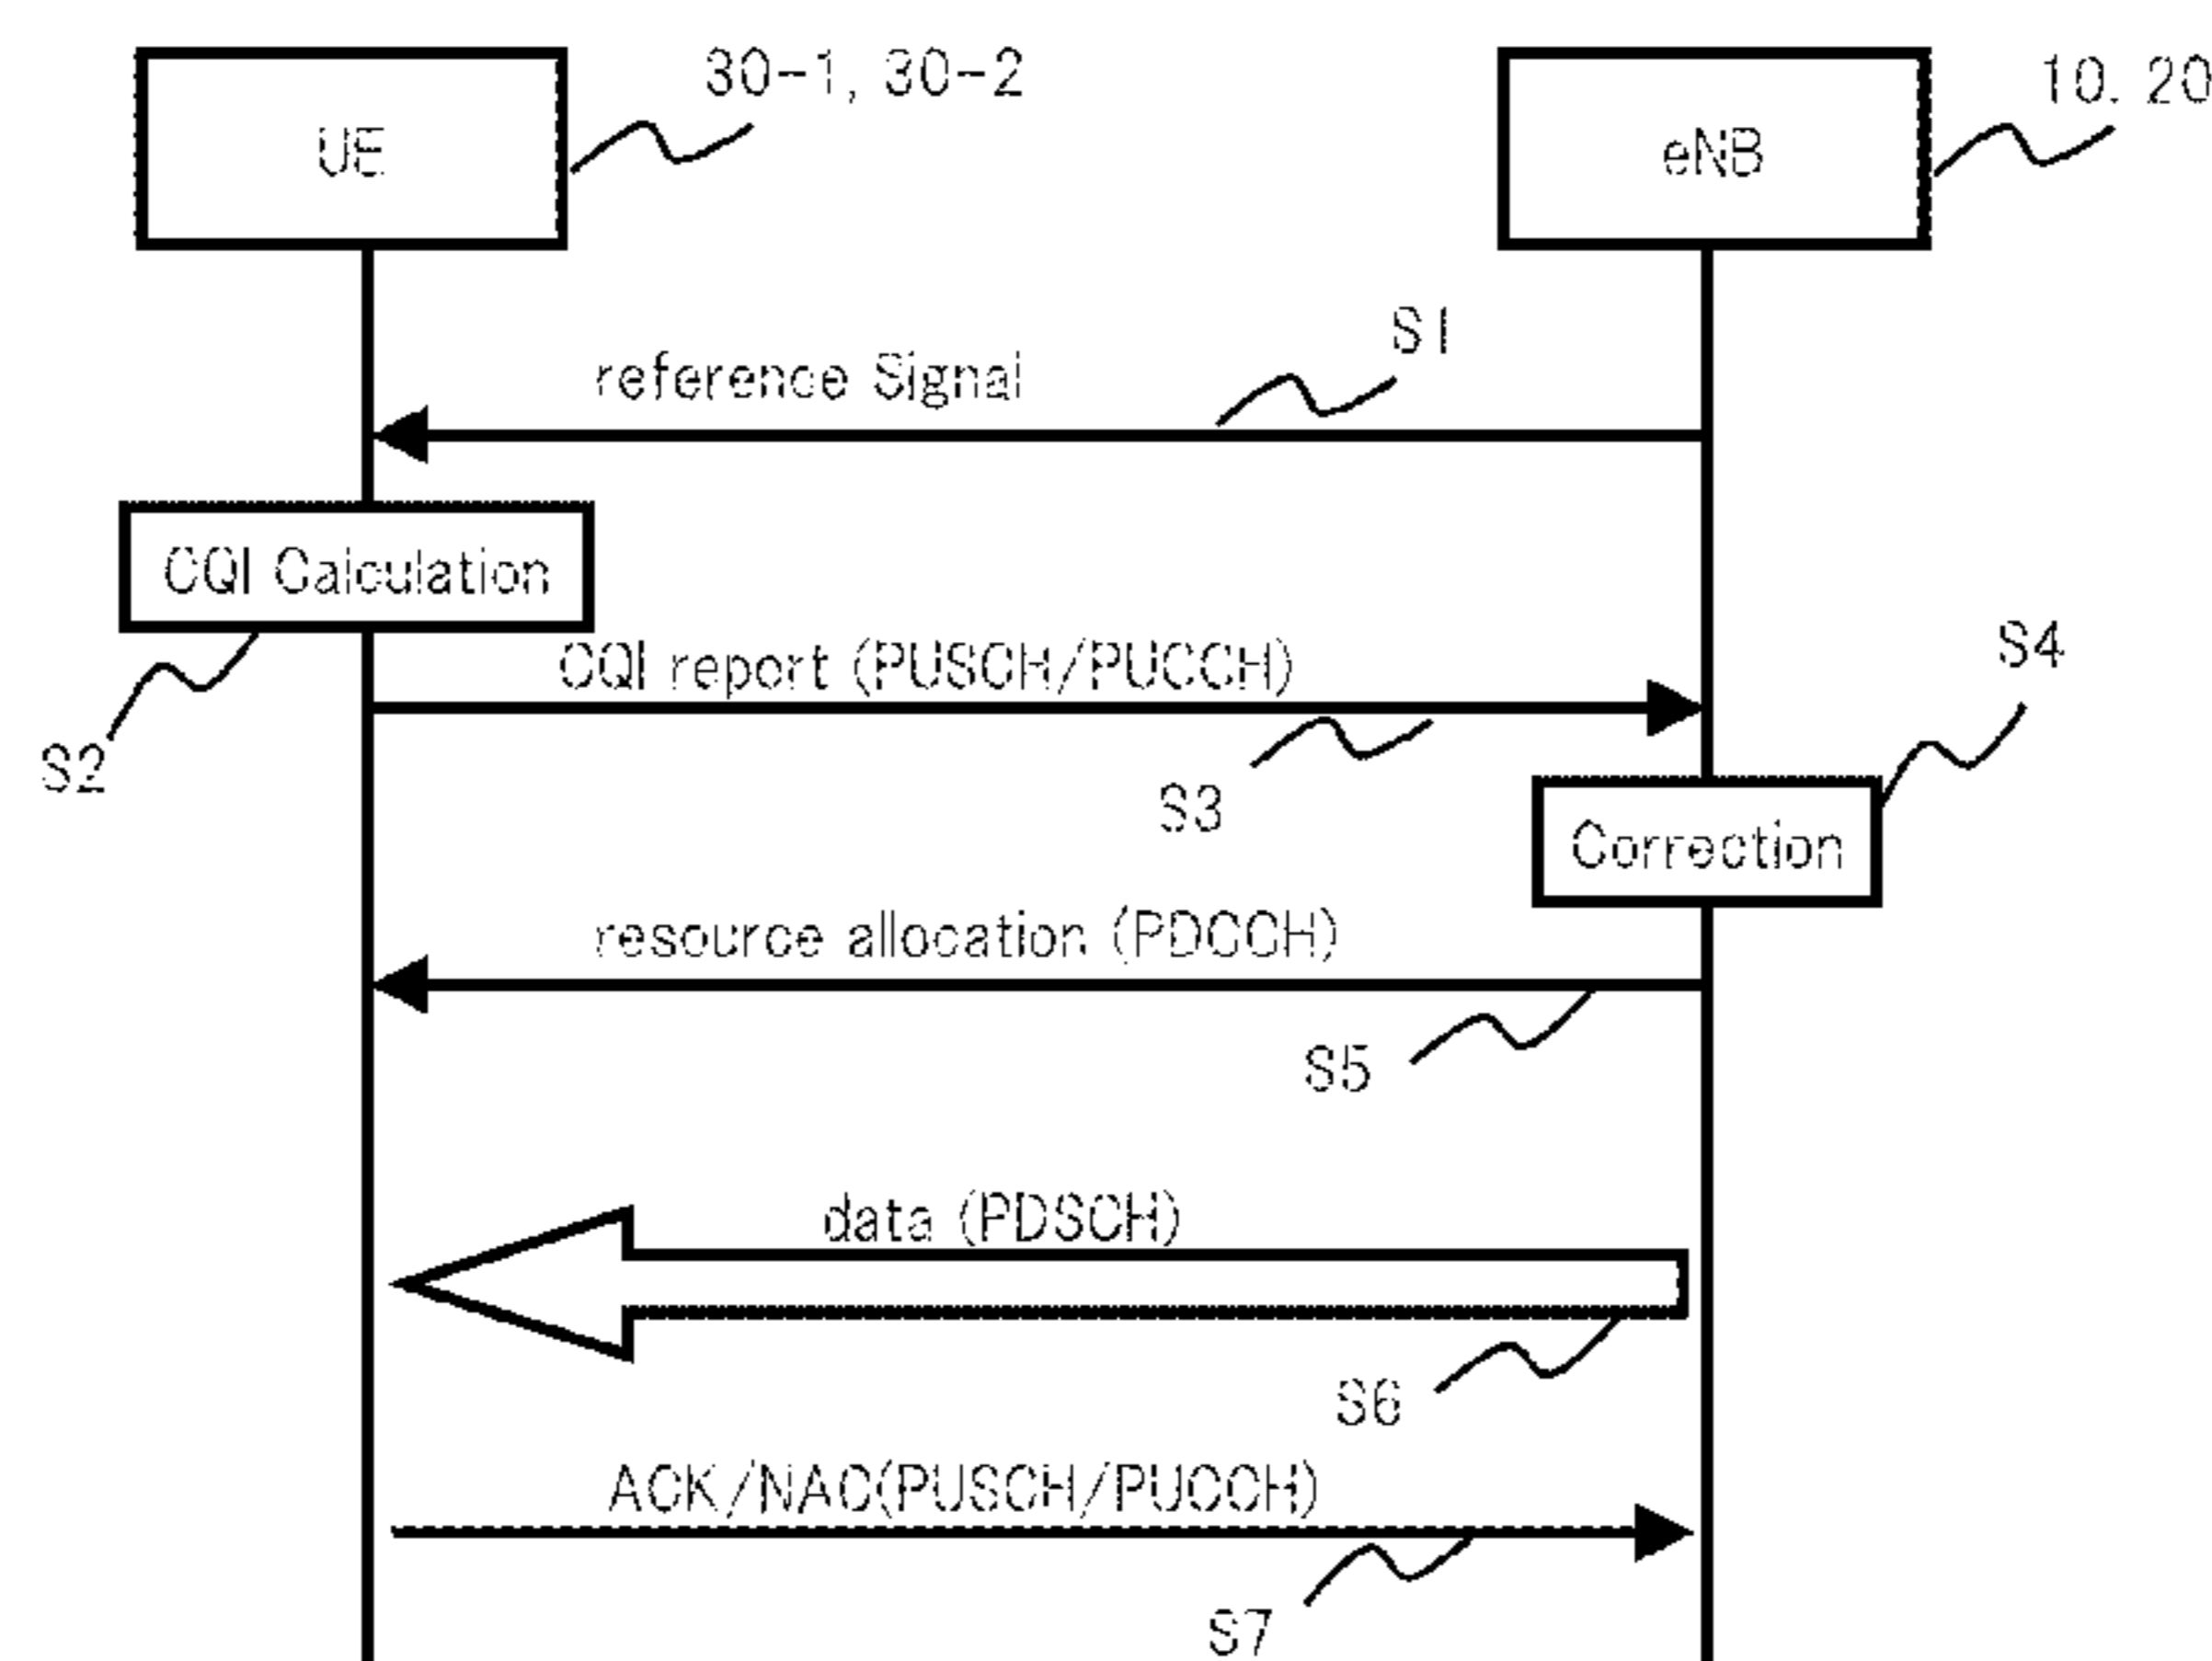 30-1, 30-2
10. 20
UE
eNB
S1
reference Signal
CQI Calculation
CQI report (PUSCH/PUCCH)
S4
S2
S3
Correction
resource allocation (PDCCH)
S5
data (PDSCH)
S6
ACK/NAC(PUSCH/PUCCH)
S7